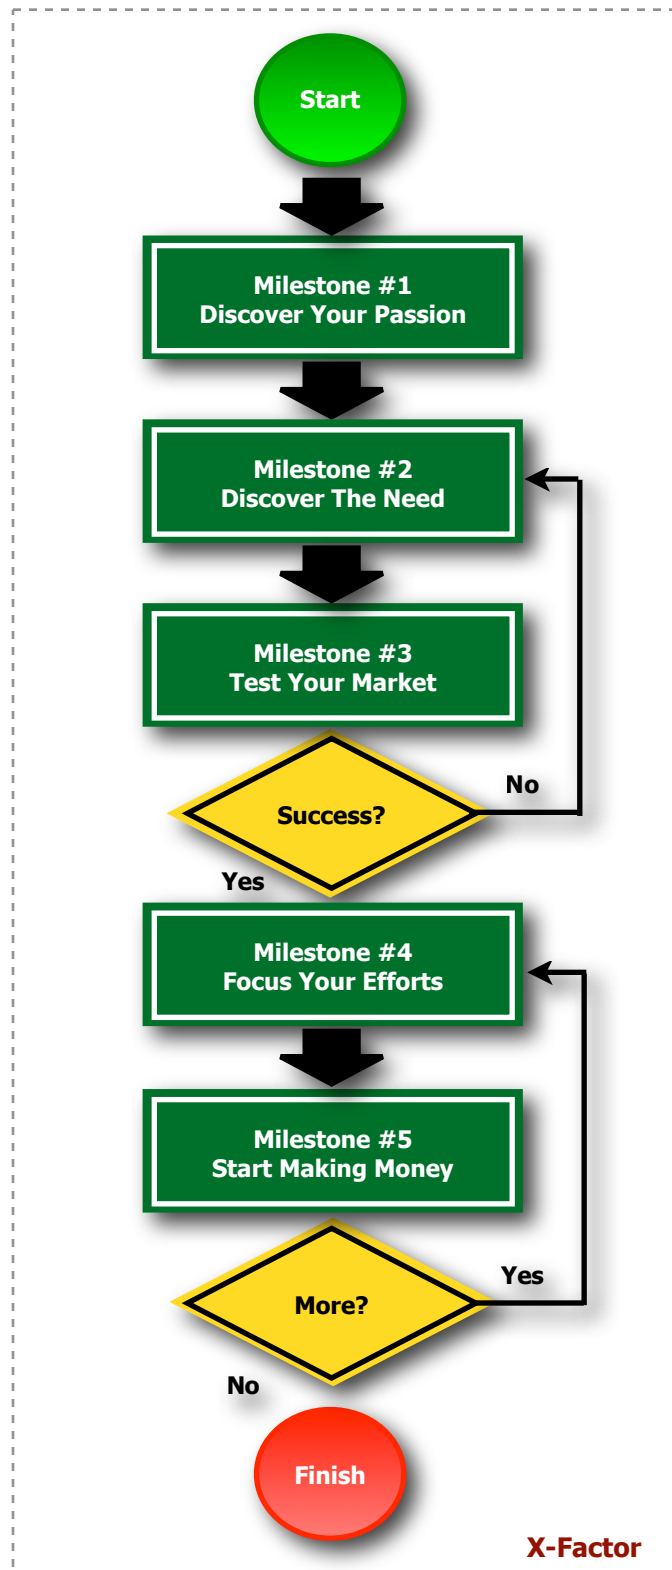 Start
Milestone #1
Discover Your Passion
Milestone #2
Discover The Need
Milestone #3
Test Your Market
Success?
No
Yes
Milestone #4
Focus Your Efforts
Milestone #5
Start Making Money
More?
Yes
No
Finish
X-Factor